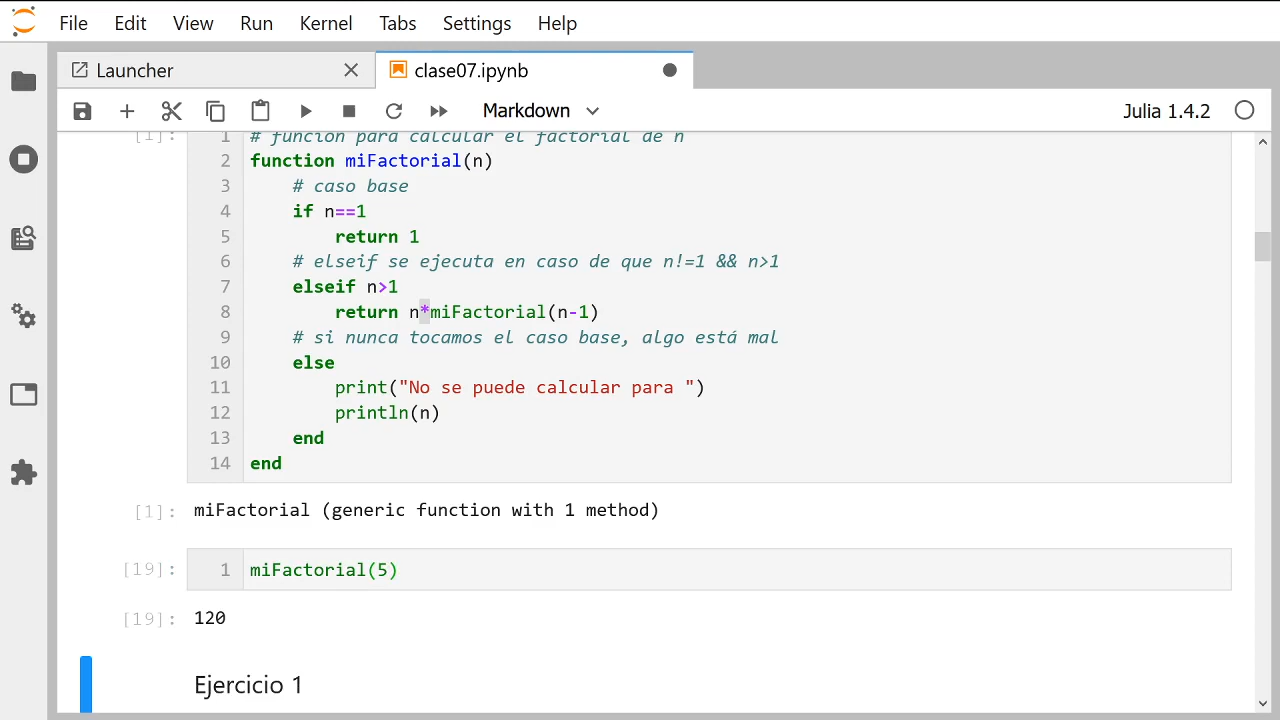 File Edit View Run Kernel Tabs Settings Help
Launcher
clase07.ipynb
Markdown
Julia 1.4.2
[1]:
1 # funcion para calcular el factorial de n
2 function miFactorial(n)
3 # caso base
4 if n==1
5 return 1
6 # elseif se ejecuta en caso de que n!=1 && n>1
7 elseif n>1
8 return n*miFactorial(n-1)
9 # si nunca tocamos el caso base, algo está mal
10 else
11 print("No se puede calcular para ")
12 println(n)
13 end
14 end
[1]: miFactorial (generic function with 1 method)
[19]: 1 miFactorial(5)
[19]: 120
Ejercicio 1